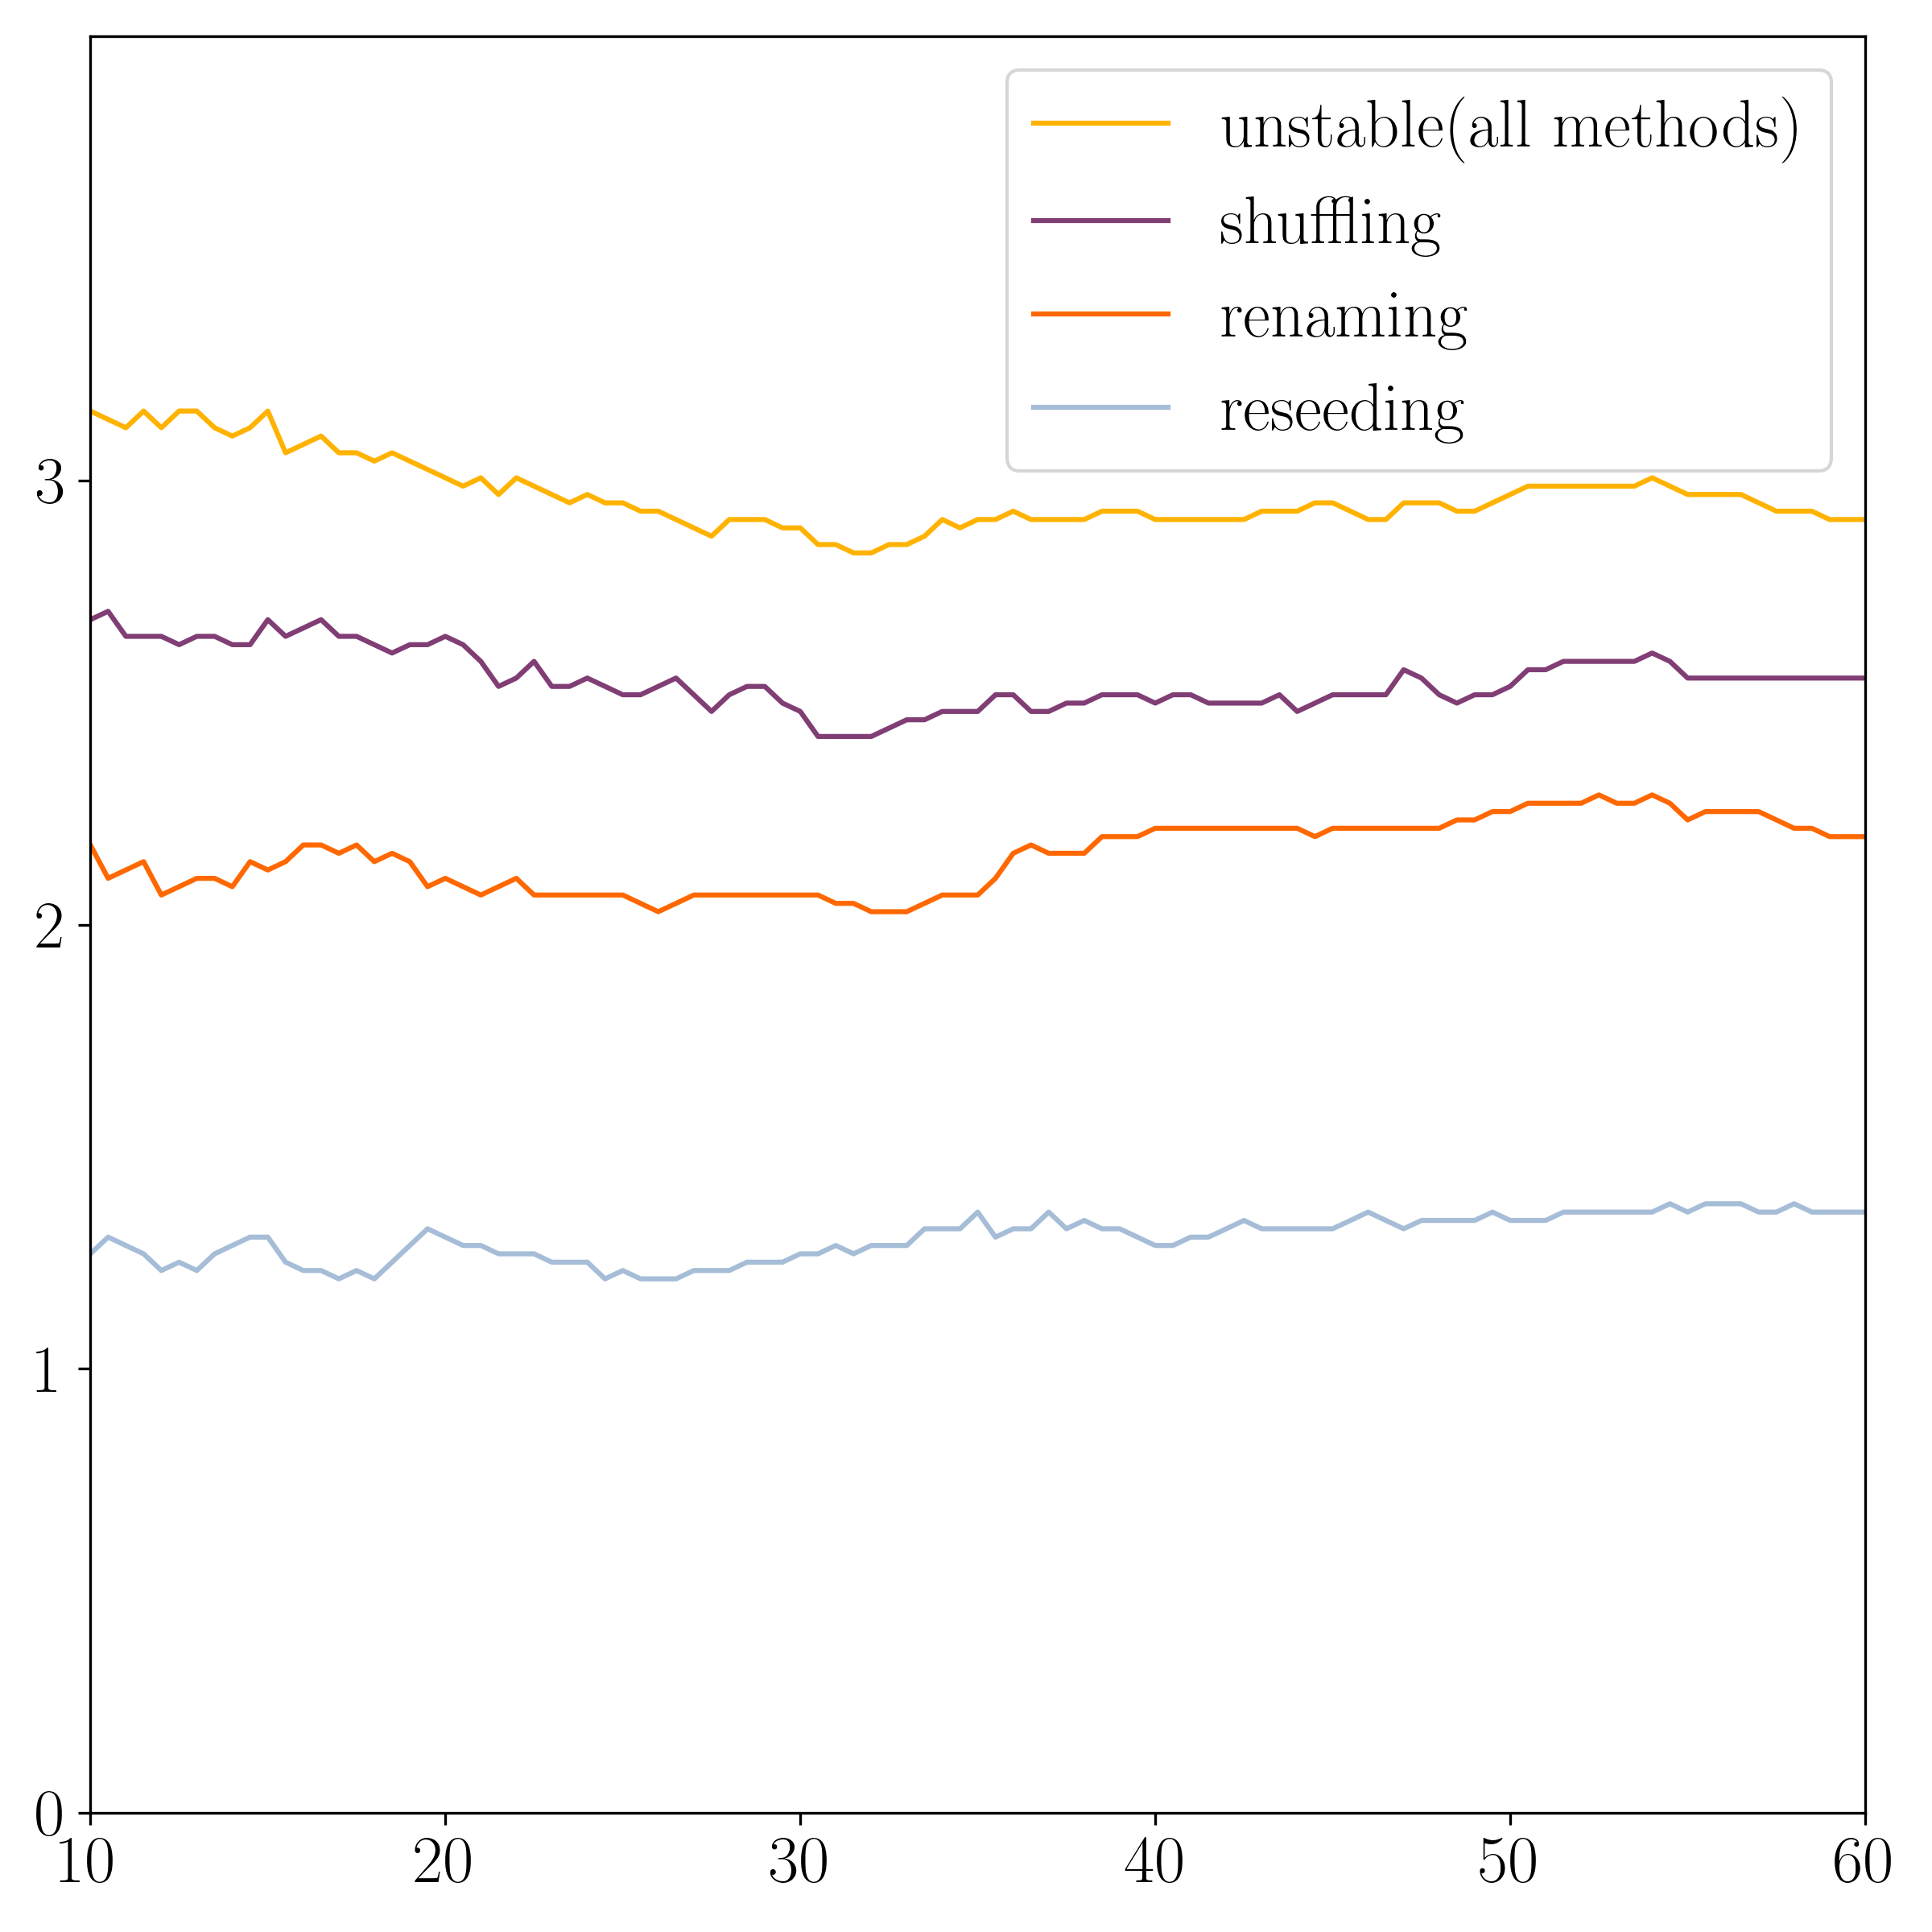 unstable(all methods)
shuffling
renaming
reseeding
3
2
1
0
10 20 30 40 50 60